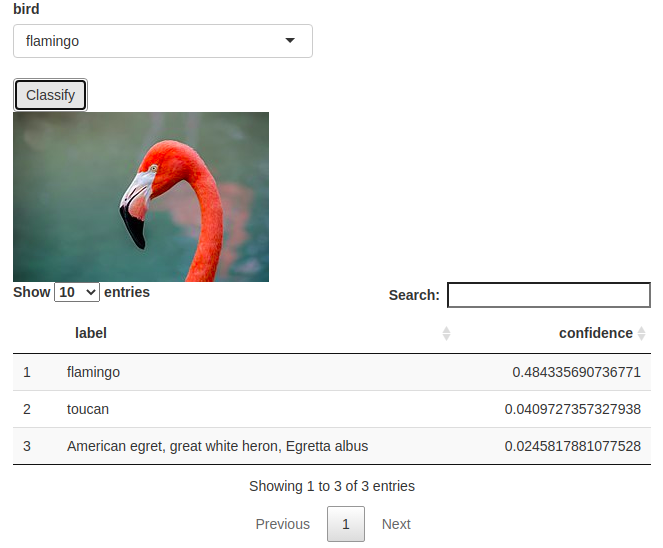 bird
flamingo
Classify
Show 10 entries Search:
label confidence
1 flamingo 0.484335690736771
2 toucan 0.0409727357327938
3 American egret, great white heron, Egretta albus 0.0245817881077528
Showing 1 to 3 of 3 entries
Previous 1 Next